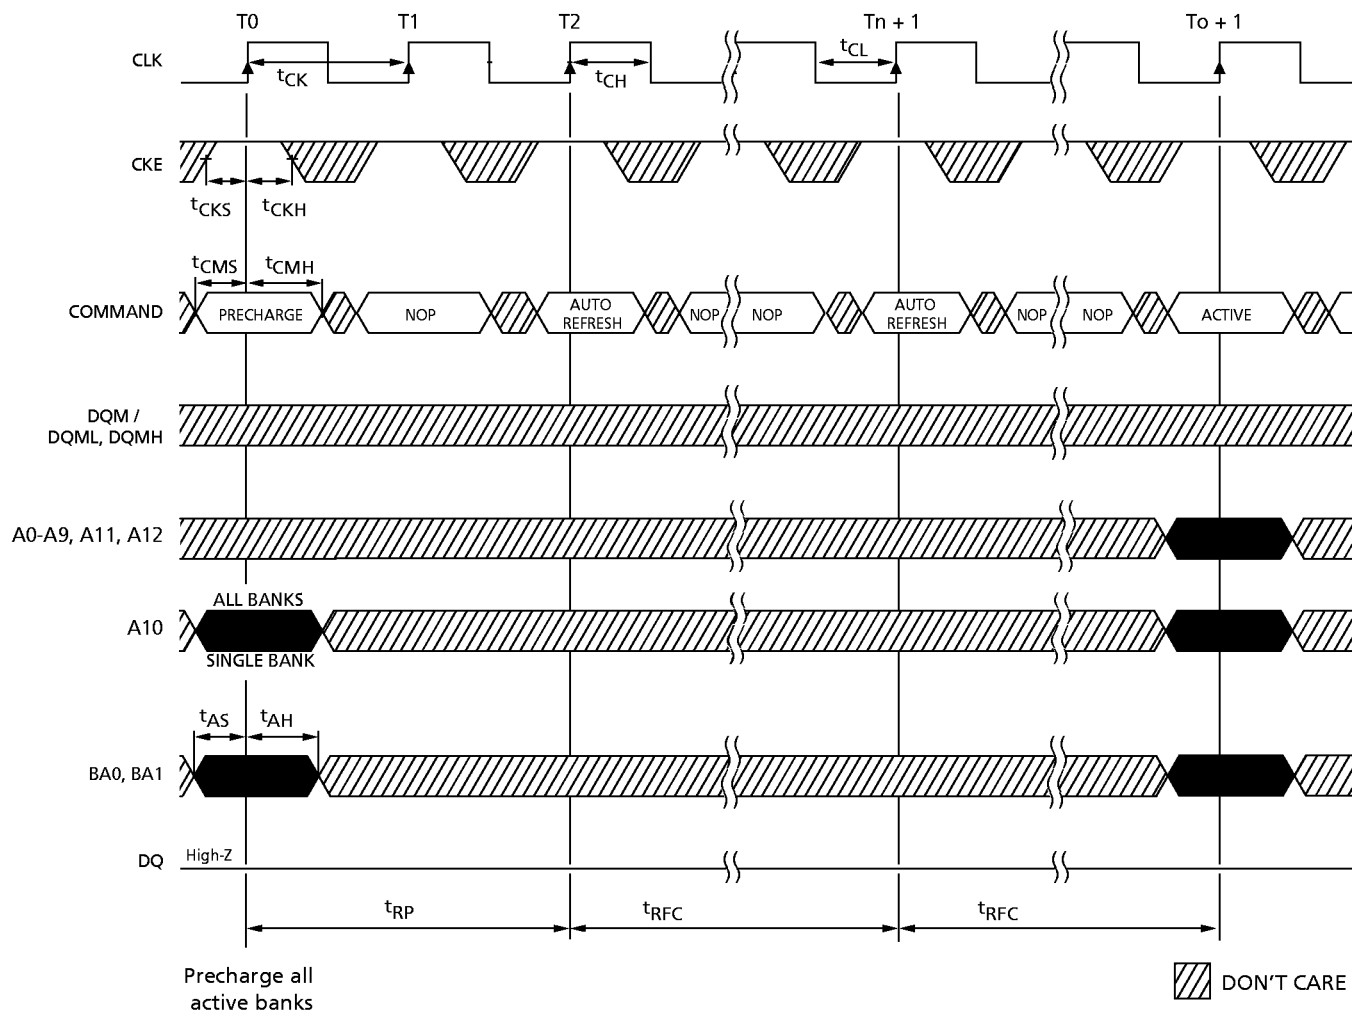 T0 T1 T2 Tn + 1 To + 1
CLK
tCK tCH tCL
CKE
tCKS tCKH
tCMS tCMH
COMMAND PRECHARGE NOP AUTO REFRESH NOP NOP AUTO REFRESH NOP NOP ACTIVE
DQM /
DQML, DQMH
A0-A9, A11, A12
ALL BANKS
A10
SINGLE BANK
tAS tAH
BA0, BA1
DQ High-Z
tRP tRFC tRFC
Precharge all
active banks
DON'T CARE